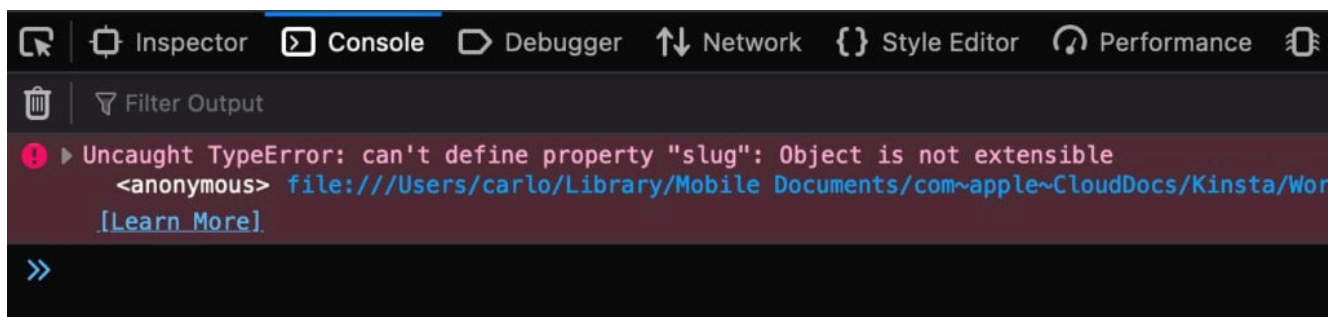 Inspector Console Debugger Network Style Editor Performance
Filter Output
Uncaught TypeError: can't define property "slug": Object is not extensible
<anonymous> file:///Users/carlo/Library/Mobile Documents/com~apple~CloudDocs/Kinsta/Wor
[Learn More]